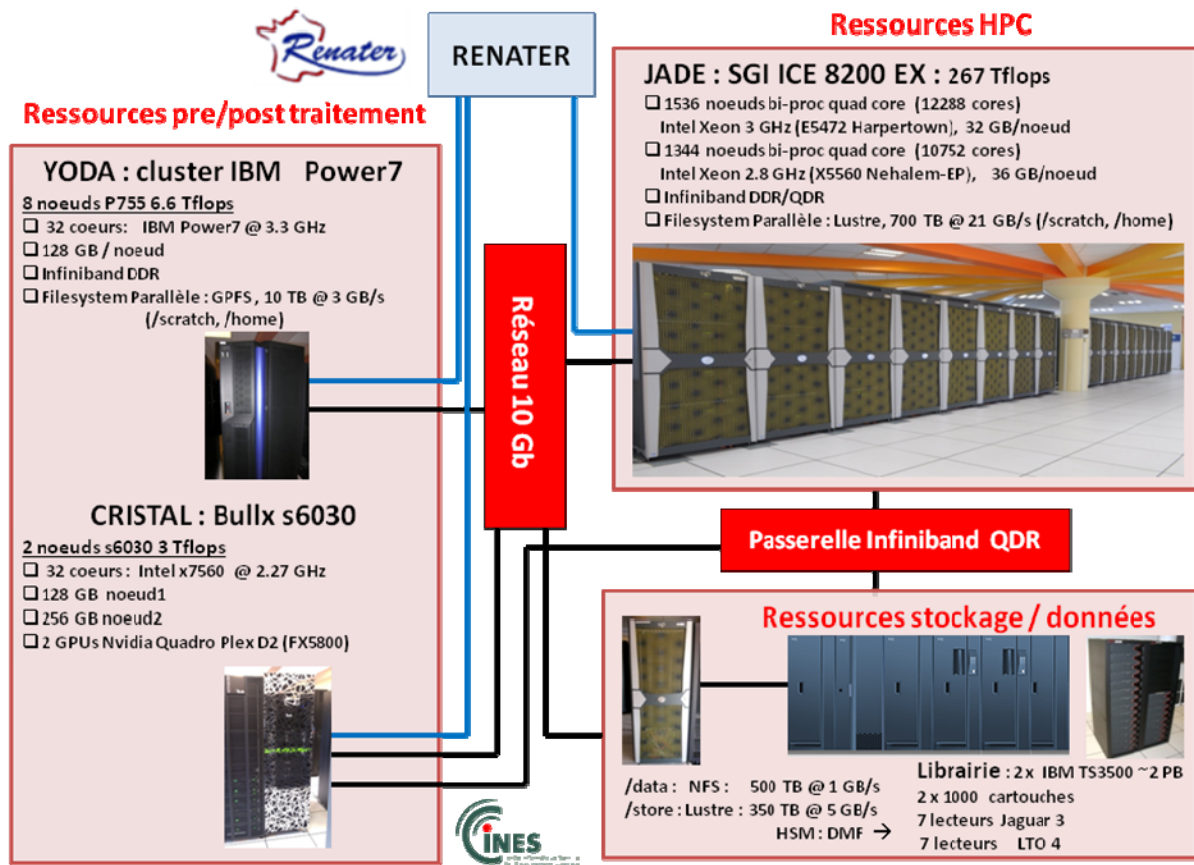 Renater
RENATER
Ressources HPC
Ressources pre/post traitement
YODA : cluster IBM Power7
8 noeuds P755 6.6 Tflops
❑ 32 coeurs: IBM Power7 @ 3.3 GHz
❑ 128 GB / noeud
❑ Infiniband DDR
❑ Filesystem Parallèle : GPFS , 10 TB @ 3 GB/s
(/scratch, /home)
CRISTAL : Bullx s6030
2 noeuds s6030 3 Tflops
❑ 32 coeurs : Intel x7560 @ 2.27 GHz
❑ 128 GB noeud1
❑ 256 GB noeud2
❑ 2 GPUs Nvidia Quadro Plex D2 (FX5800)
Réseau 10 Gb
JADE : SGI ICE 8200 EX : 267 Tflops
❑ 1536 noeuds bi-proc quad core (12288 cores)
Intel Xeon 3 GHz (E5472 Harpertown), 32 GB/noeud
❑ 1344 noeuds bi-proc quad core (10752 cores)
Intel Xeon 2.8 GHz (X5560 Nehalem-EP), 36 GB/noeud
❑ Infiniband DDR/QDR
❑ Filesystem Parallèle : Lustre, 700 TB @ 21 GB/s (/scratch, /home)
Passerelle Infiniband QDR
Ressources stockage / données
/data : NFS : 500 TB @ 1 GB/s
/store : Lustre : 350 TB @ 5 GB/s
HSM : DMF →
Librairie : 2 x IBM TS3500 ~2 PB
2 x 1000 cartouches
7 lecteurs Jaguar 3
7 lecteurs LTO 4
CINES